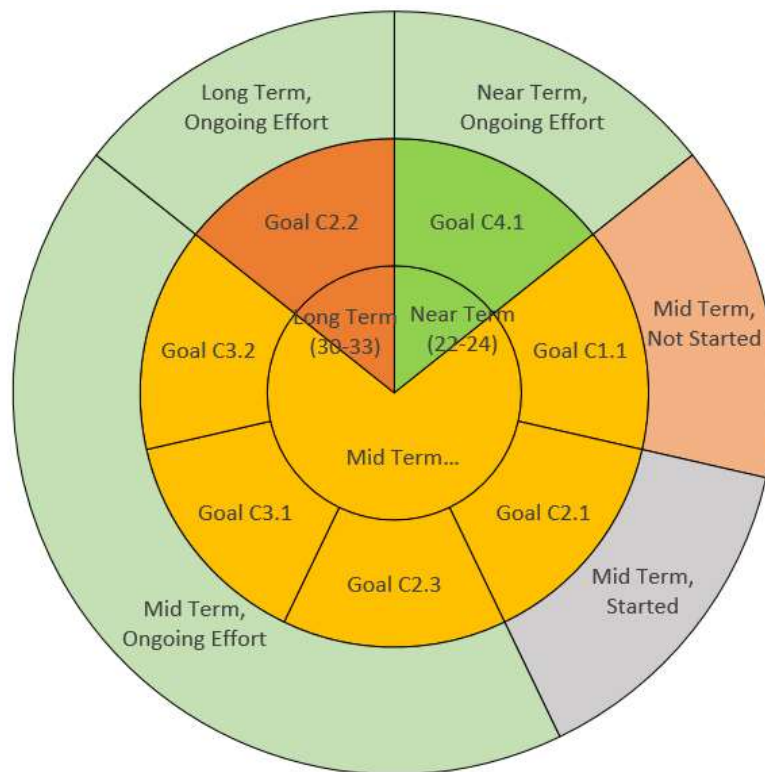 Long Term,
Ongoing Effort
Near Term,
Ongoing Effort
Goal C2.2
Goal C4.1
Long Term
(30-33)
Near Term
(22-24)
Mid Term,
Not Started
Goal C3.2
Goal C1.1
Mid Term...
Goal C3.1
Goal C2.1
Goal C2.3
Mid Term,
Started
Mid Term,
Ongoing Effort